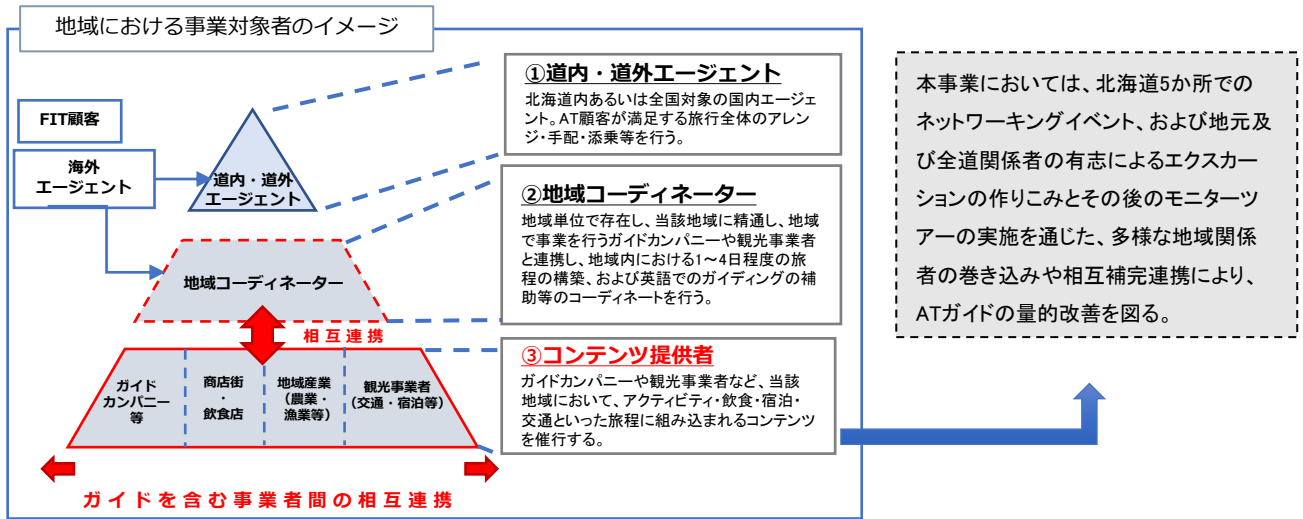 地域における事業対象者のイメージ
FIT顧客
海外
エージェント
道内・道外
エージェント
地域コーディネーター
相互連携
ガイド
カンパニー
等
商店街
・
飲食店
地域産業
(農業・
漁業等)
観光事業者
(交通・宿泊等)
ガイドを含む事業者間の相互連携
①道内・道外エージェント
北海道内あるいは全国対象の国内エージェ
ント。AT顧客が満足する旅行全体のアレン
ジ・手配・添乗等を行う。
②地域コーディネーター
地域単位で存在し、当該地域に精通し、地域
で事業を行うガイドカンパニーや観光事業者
と連携し、地域内における1～4日程度の旅
程の構築、および英語でのガイディングの補
助等のコーディネートを行う。
③コンテンツ提供者
ガイドカンパニーや観光事業者など、当該
地域において、アクティビティ・飲食・宿泊・
交通といった旅程に組み込まれるコンテンツ
を催行する。
本事業においては、北海道5か所での
ネットワーキングイベント、および地元及
び全道関係者の有志によるエクスカー
ションの作りこみとその後のモニターツ
アーの実施を通じた、多様な地域関係
者の巻き込みや相互補完連携により、
ATガイドの量的改善を図る。